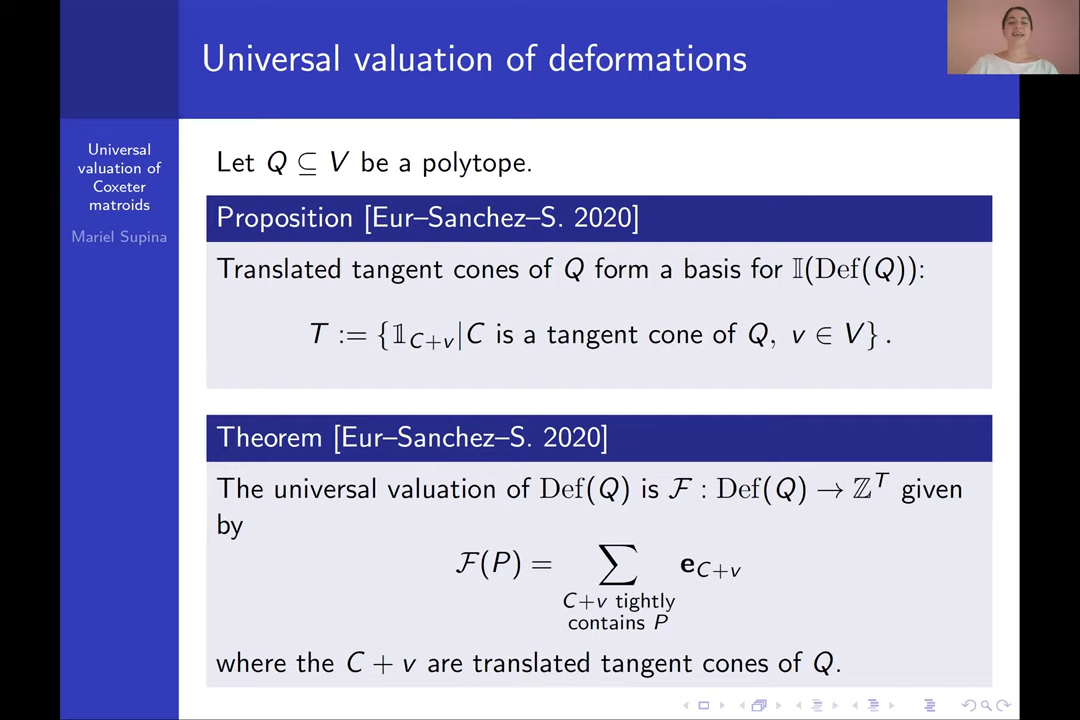 Universal valuation of deformations
Universal
valuation of
Coxeter
matroids
Mariel Supina
Let Q ⊆ V be a polytope.
Proposition [Eur–Sanchez–S. 2020]
Translated tangent cones of Q form a basis for 𝕀(Def(Q)):
T := {𝟙_{C+v}|C is a tangent cone of Q, v ∈ V}.
Theorem [Eur–Sanchez–S. 2020]
The universal valuation of Def(Q) is ℱ : Def(Q) → ℤ^T given
by
ℱ(P) = ∑ e_{C+v}
C+v tightly
contains P
where the C + v are translated tangent cones of Q.